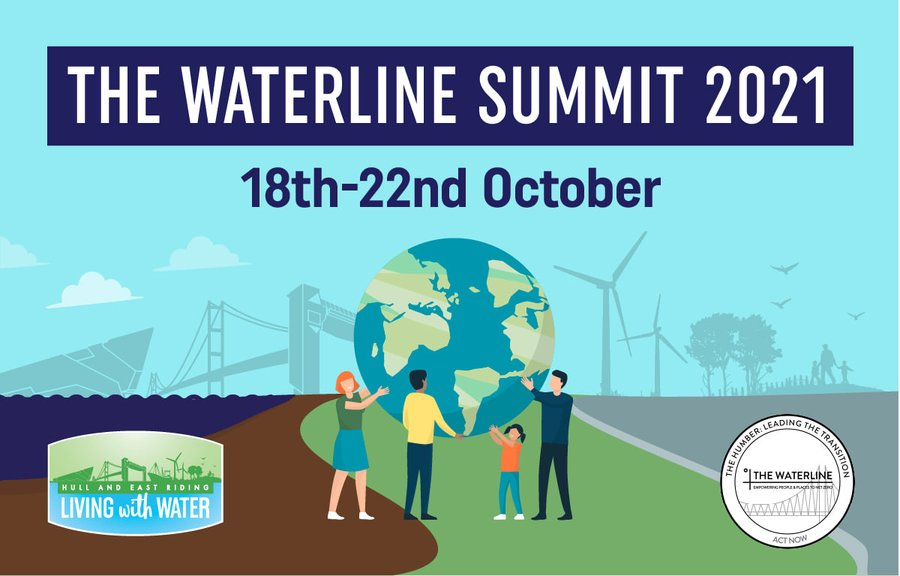 THE WATERLINE SUMMIT 2021
18th-22nd October
HULL AND EAST RIDING
LIVING with WATER
THE HUMBER: LEADING THE TRANSITION
THE WATERLINE
EMPOWERING PEOPLE & PLACES TO NET ZERO
ACT NOW